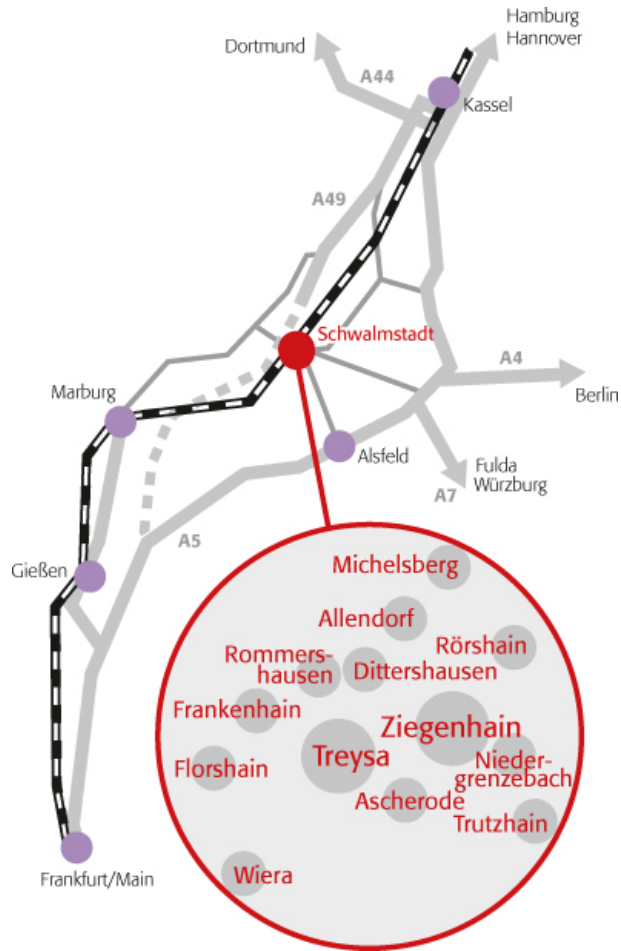 Hamburg
Hannover
Dortmund
A44
Kassel
A49
Schwalmstadt
A4
Berlin
Marburg
Alsfeld
Fulda
Würzburg
A7
A5
Gießen
Michelsberg
Allendorf
Rörshain
Rommers-
hausen
Dittershausen
Frankenhain
Ziegenhain
Treysa
Nieder-
grenzebach
Florshain
Ascherode
Trutzhain
Wiera
Frankfurt/Main